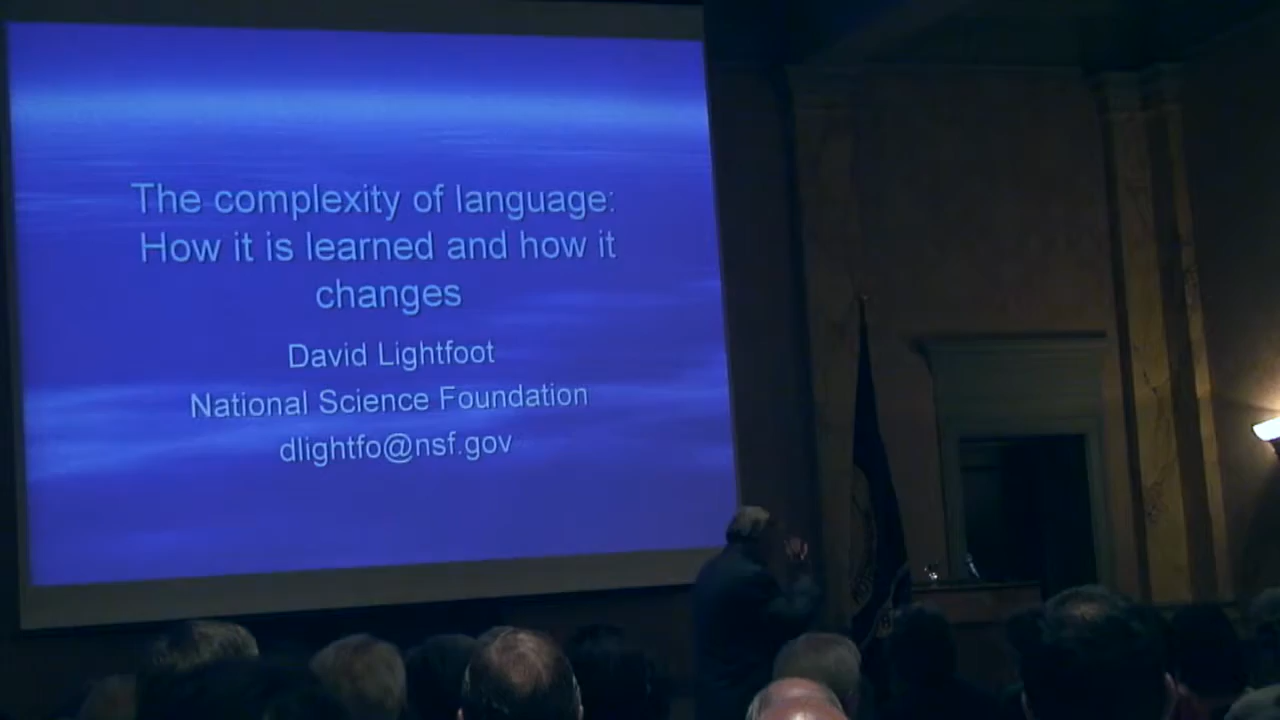 The complexity of language:
How it is learned and how it
changes
David Lightfoot
National Science Foundation
dlightfo@nsf.gov